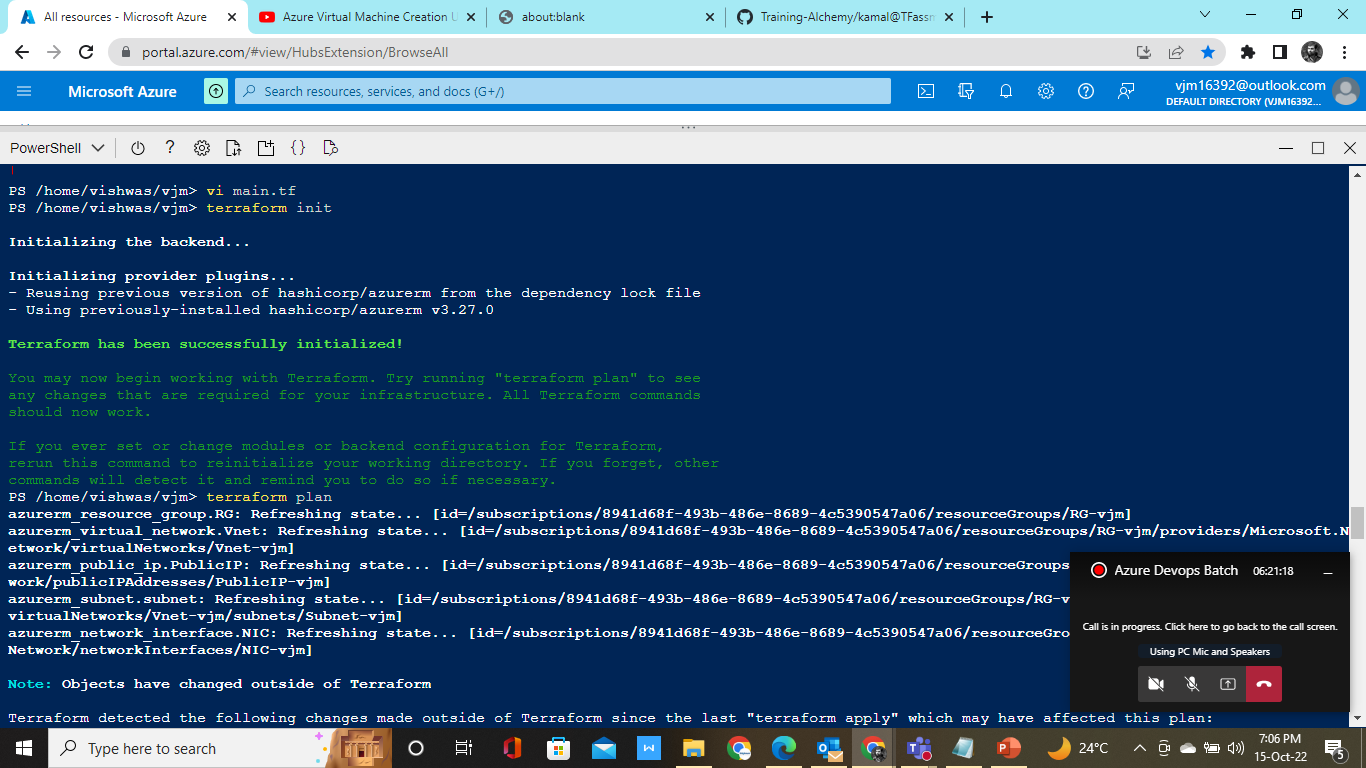 All resources - Microsoft Azure
Azure Virtual Machine Creation U
about:blank
Training-Alchemy/kamal@TFassn
portal.azure.com/#view/HubsExtension/BrowseAll
Microsoft Azure
Search resources, services, and docs (G+/)
vjm16392@outlook.com
DEFAULT DIRECTORY (VJM16392...
PowerShell
PS /home/vishwas/vjm> vi main.tf
PS /home/vishwas/vjm> terraform init
Initializing the backend...
Initializing provider plugins...
- Reusing previous version of hashicorp/azurerm from the dependency lock file
- Using previously-installed hashicorp/azurerm v3.27.0
Terraform has been successfully initialized!
You may now begin working with Terraform. Try running "terraform plan" to see
any changes that are required for your infrastructure. All Terraform commands
should now work.
If you ever set or change modules or backend configuration for Terraform,
rerun this command to reinitialize your working directory. If you forget, other
commands will detect it and remind you to do so if necessary.
PS /home/vishwas/vjm> terraform plan
azurerm_resource_group.RG: Refreshing state... [id=/subscriptions/8941d68f-493b-486e-8689-4c5390547a06/resourceGroups/RG-vjm]
azurerm_virtual_network.Vnet: Refreshing state... [id=/subscriptions/8941d68f-493b-486e-8689-4c5390547a06/resourceGroups/RG-vjm/providers/Microsoft.N
etwork/virtualNetworks/Vnet-vjm]
azurerm_public_ip.PublicIP: Refreshing state... [id=/subscriptions/8941d68f-493b-486e-8689-4c5390547a06/resourceGroups
work/publicIPAddresses/PublicIP-vjm]
azurerm_subnet.subnet: Refreshing state... [id=/subscriptions/8941d68f-493b-486e-8689-4c5390547a06/resourceGroups/RG-v
virtualNetworks/Vnet-vjm/subnets/Subnet-vjm]
azurerm_network_interface.NIC: Refreshing state... [id=/subscriptions/8941d68f-493b-486e-8689-4c5390547a06/resourceGro
Network/networkInterfaces/NIC-vjm]
Note: Objects have changed outside of Terraform
Terraform detected the following changes made outside of Terraform since the last "terraform apply" which may have affected this plan:
Azure Devops Batch 06:21:18
Call is in progress. Click here to go back to the call screen.
Using PC Mic and Speakers
Type here to search
24°C
7:06 PM
15-Oct-22
5